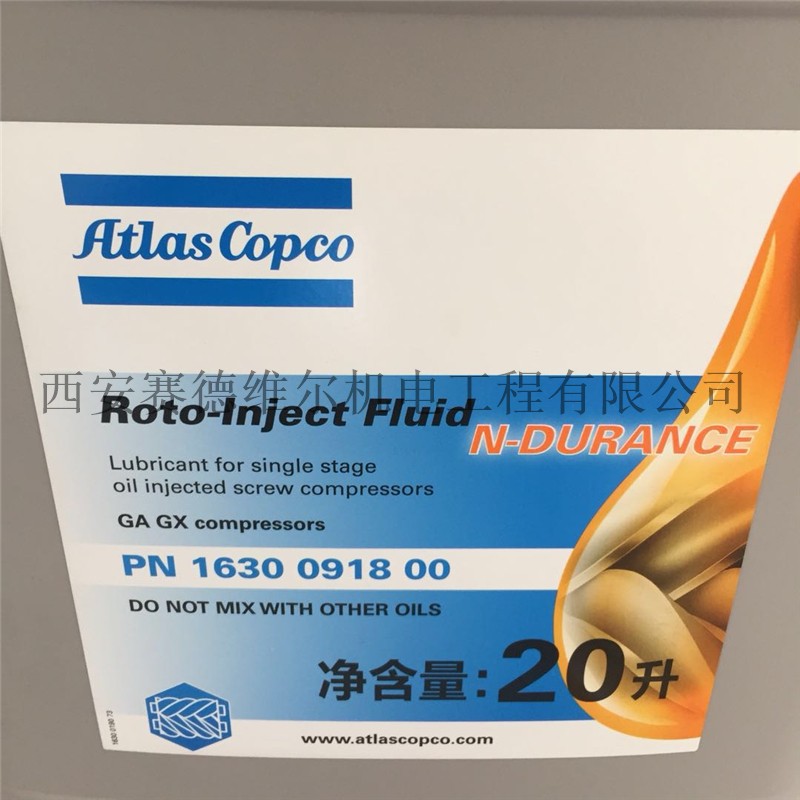 Atlas Copco
西安赛德维尔机电工程有限公司
Roto-Inject Fluid
N-DURANCE
Lubricant for single stage
oil injected screw compressors
GA GX compressors
PN 1630 0918 00
DO NOT MIX WITH OTHER OILS
净含量:20升
www.atlascopco.com